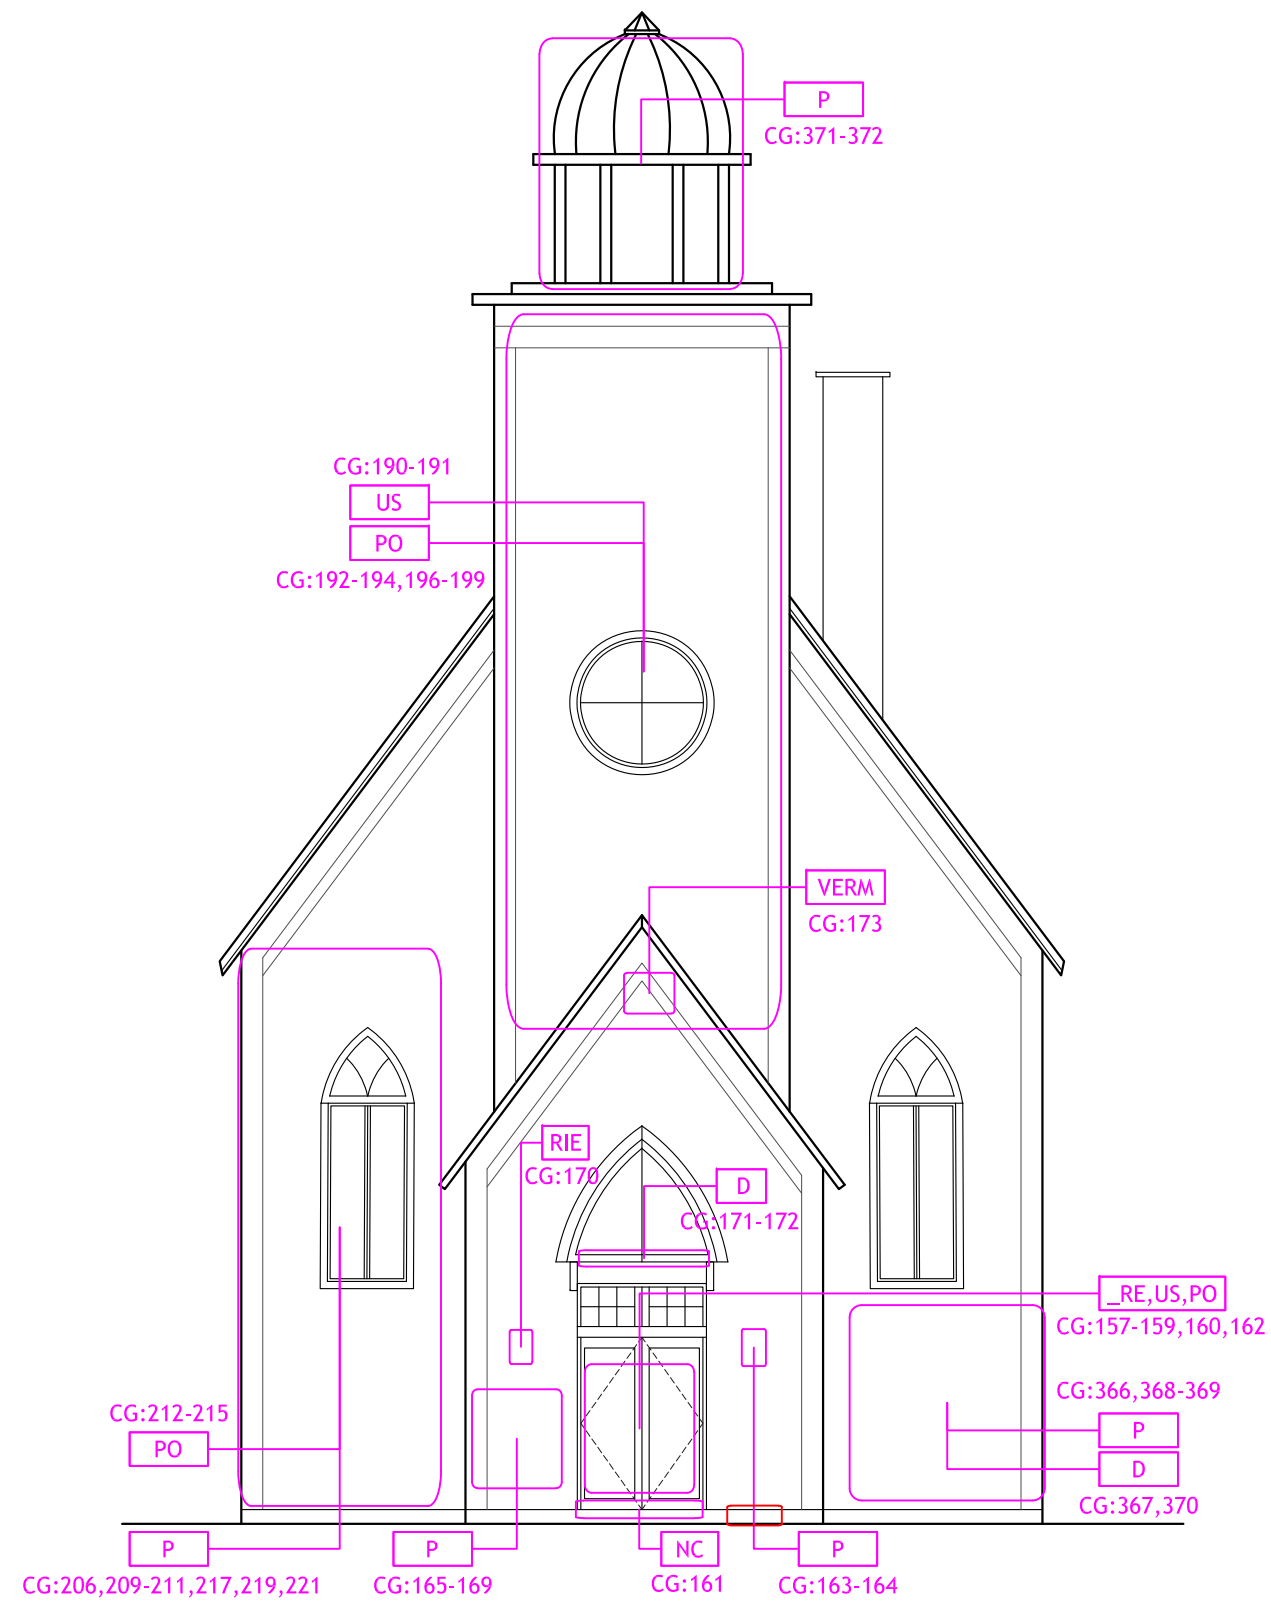 P
CG:371-372
CG:190-191
US
PO
CG:192-194,196-199
VERM
CG:173
RIE
CG:170
D
CG:171-172
_RE,US,PO
CG:157-159,160,162
CG:366,368-369
P
D
CG:367,370
CG:212-215
PO
P
CG:206,209-211,217,219,221
P
CG:165-169
NC
CG:161
P
CG:163-164